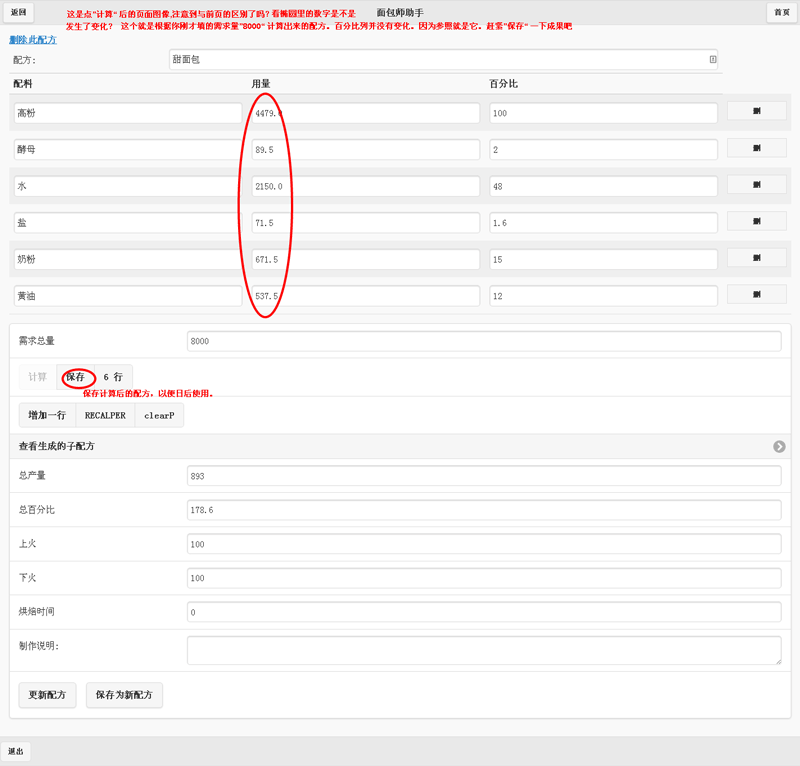 返回
这是点"计算" 后的页面图像,注意到与前页的区别了吗? 看椭圆里的数字是不是
面包师助手
首页
发生了变化? 这个就是根据你刚才填的需求量"8000" 计算出来的配方。百分比列并没有变化。因为参照就是它。赶紧"保存" 一下成果吧
删除此配方
配方: 甜面包
配料 用量 百分比
高粉 4479.0 100 删
酵母 89.5 2 删
水 2150.0 48 删
盐 71.5 1.6 删
奶粉 671.5 15 删
黄油 537.5 12 删
需求总量 8000
计算 保存 6 行
保存计算后的配方，以便日后使用。
增加一行 RECALPER clearP
查看生成的子配方
总产量 893
总百分比 178.6
上火 100
下火 100
烘焙时间 0
制作说明:
更新配方 保存为新配方
退出